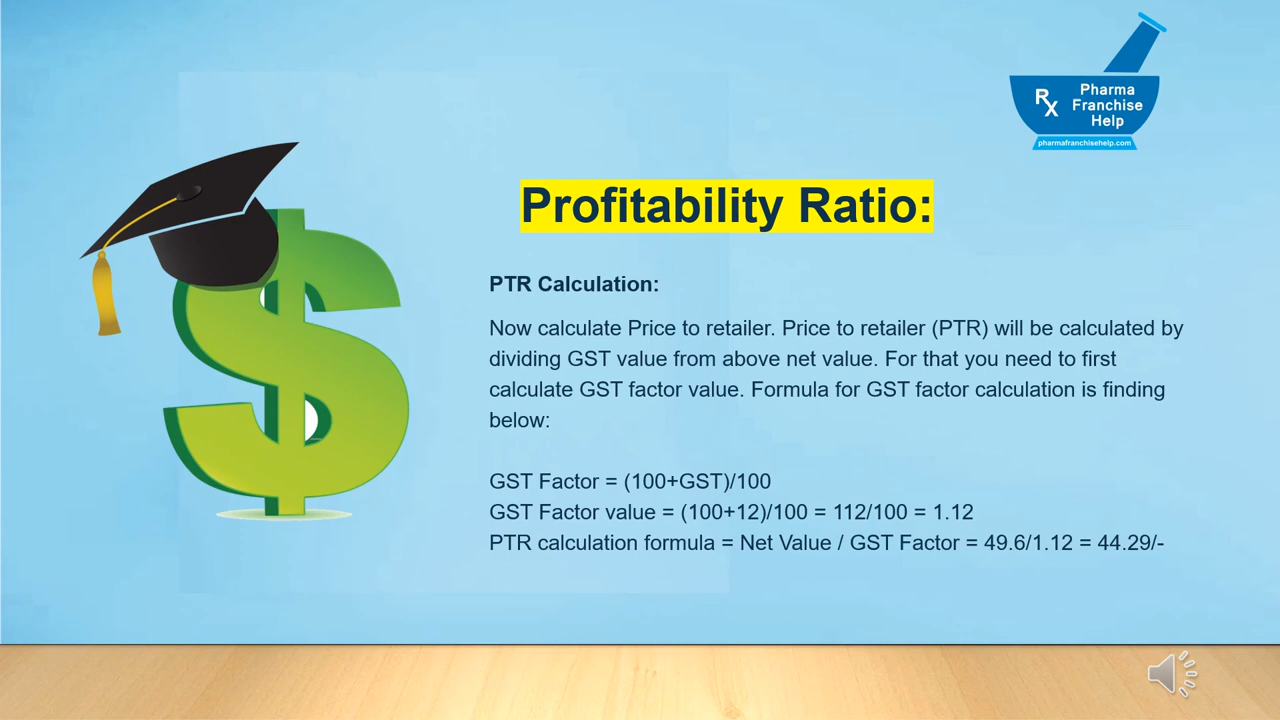 Rx
Pharma
Franchise
Help
pharmafranchisehelp.com
Profitability Ratio:
PTR Calculation:
Now calculate Price to retailer. Price to retailer (PTR) will be calculated by
dividing GST value from above net value. For that you need to first
calculate GST factor value. Formula for GST factor calculation is finding
below:
GST Factor = (100+GST)/100
GST Factor value = (100+12)/100 = 112/100 = 1.12
PTR calculation formula = Net Value / GST Factor = 49.6/1.12 = 44.29/-